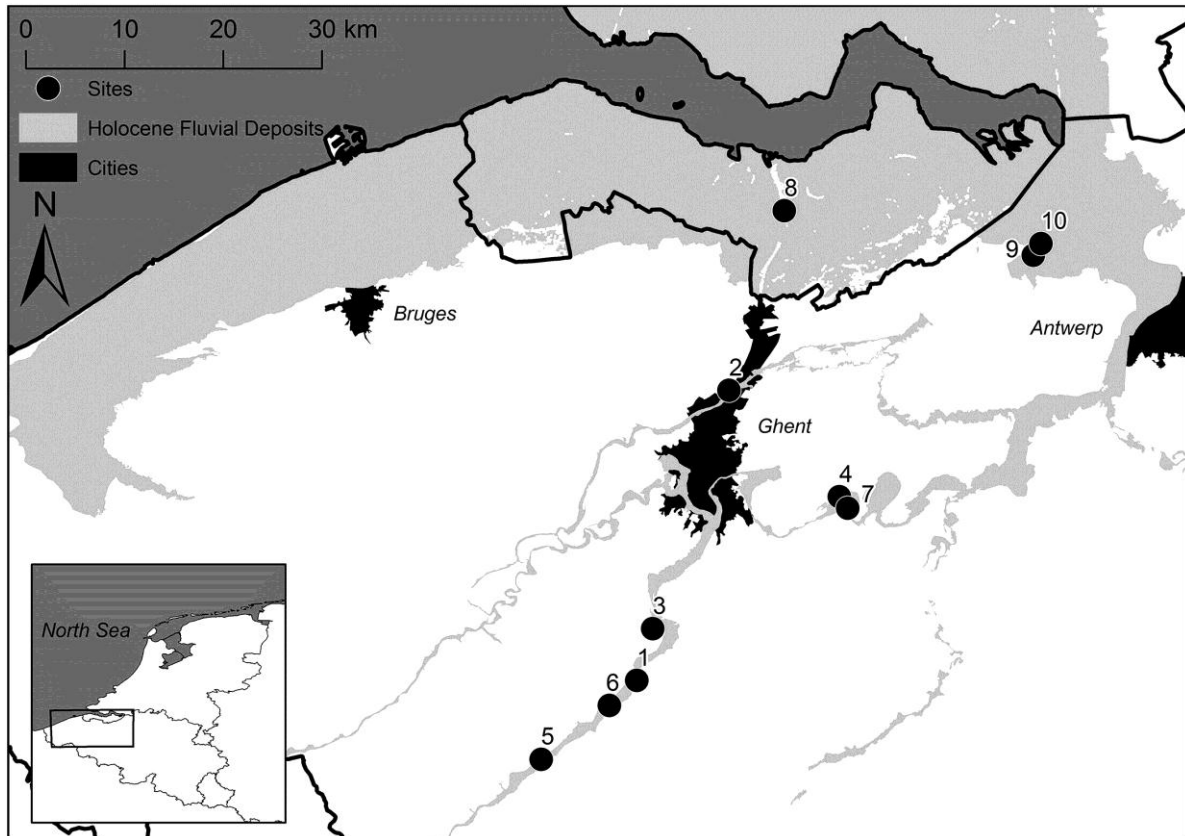 0 10 20 30 km
Sites
Holocene Fluvial Deposits
Cities
N
8
10
9
Bruges
Antwerp
2
Ghent
4
7
3
1
6
5
North Sea